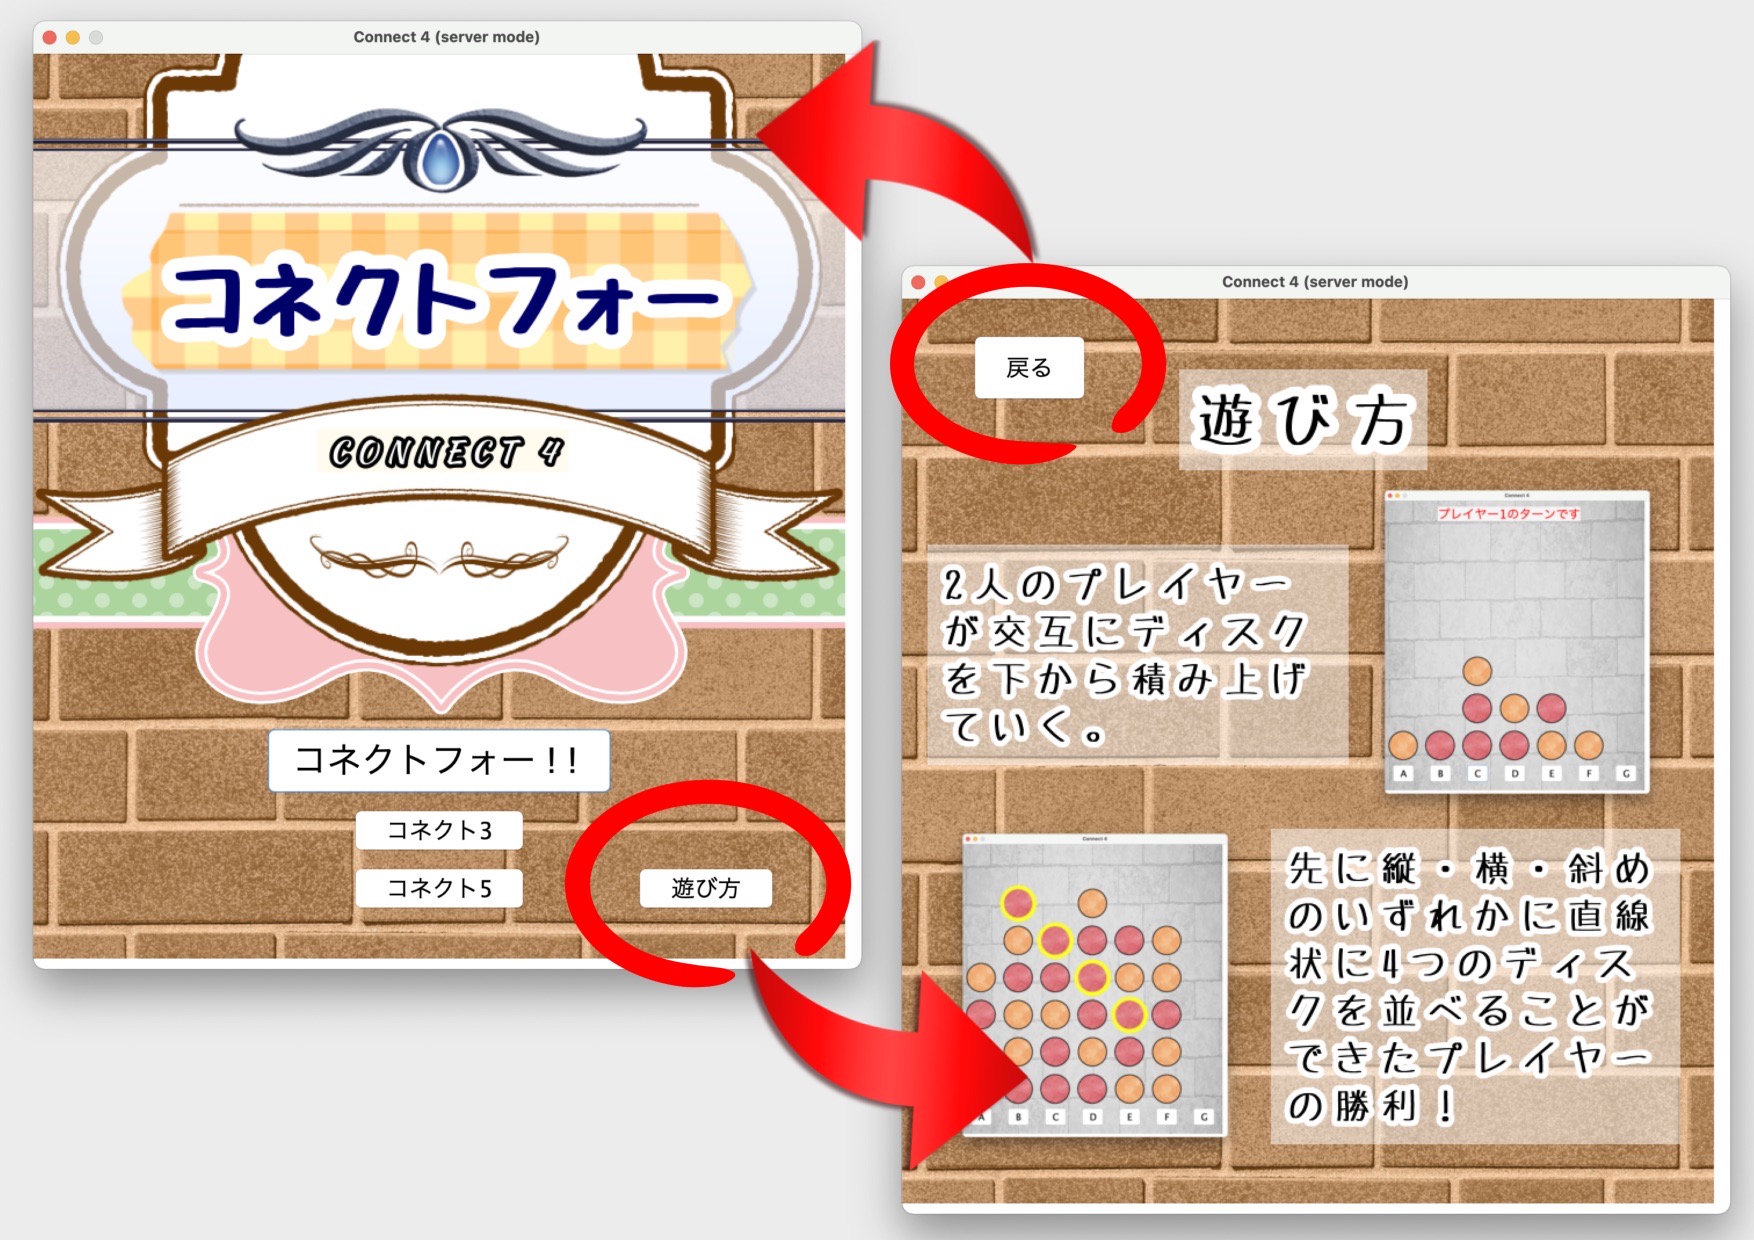 Connect 4 (server mode)
コネクトフォー
CONNECT 4
コネクトフォー！！
コネクト3
コネクト5
遊び方
Connect 4 (server mode)
戻る
遊び方
2人のプレイヤー
が交互にディスク
を下から積み上げ
ていく。
Connect 4
プレイヤー1のターンです
A B C D E F G
Connect 4
A B C D E F G
先に縦・横・斜め
のいずれかに直線
状に4つのディス
クを並べることが
できたプレイヤー
の勝利！